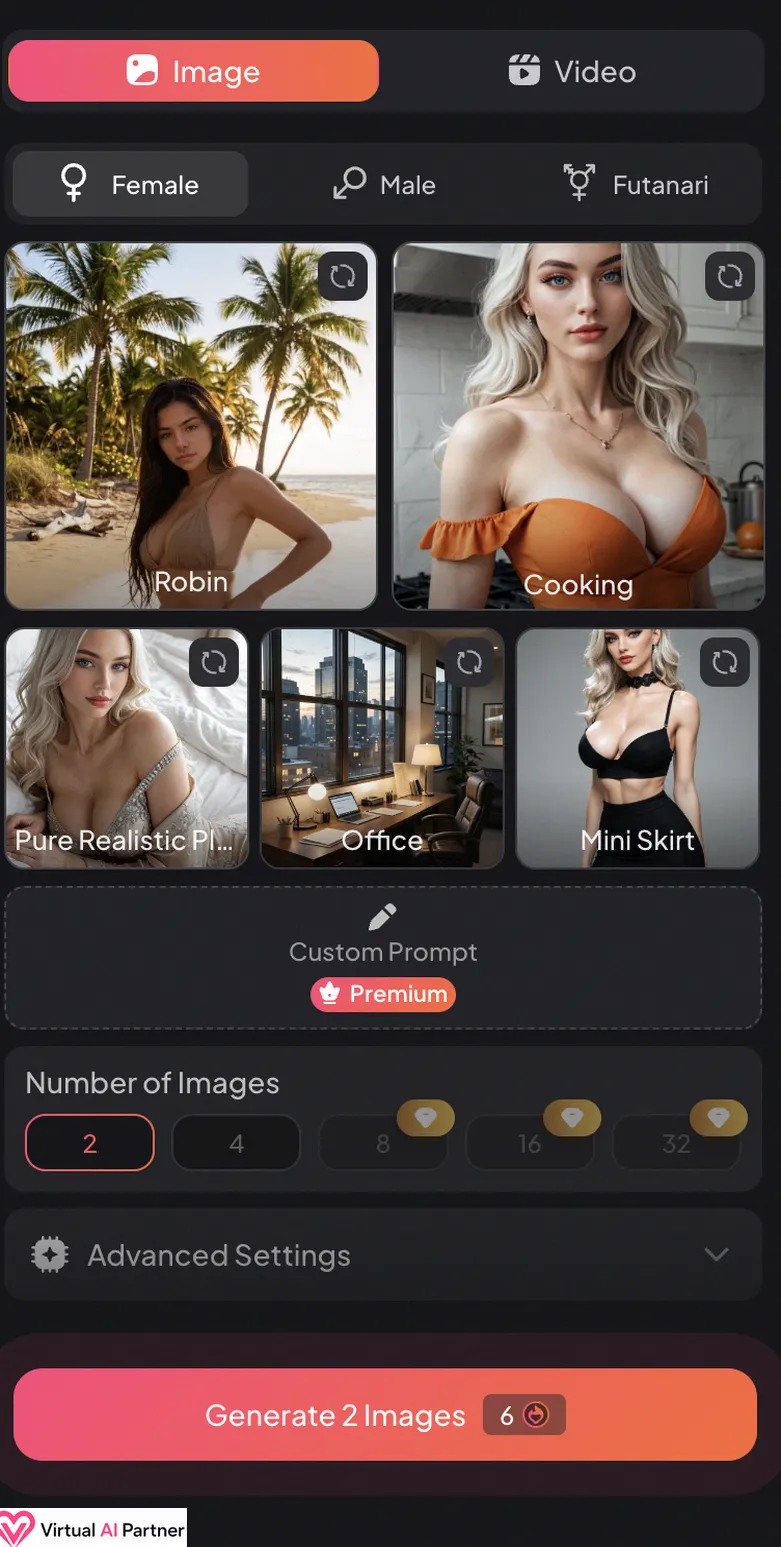 Image
Video
Female
Male
Futanari
Robin
Cooking
Pure Realistic Pl...
Office
Mini Skirt
Custom Prompt
Premium
Number of Images
2
4
8
16
32
Advanced Settings
Generate 2 Images
6
Virtual AI Partner